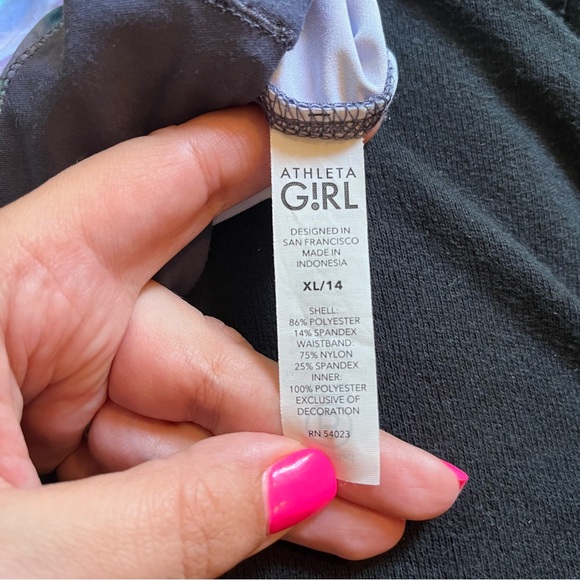 ATHLETA
G!RL
DESIGNED IN
SAN FRANCISCO
MADE IN
INDONESIA
XL/14
SHELL:
86% POLYESTER
14% SPANDEX
WAISTBAND:
75% NYLON
25% SPANDEX
INNER:
100% POLYESTER
EXCLUSIVE OF
DECORATION
RN 54023